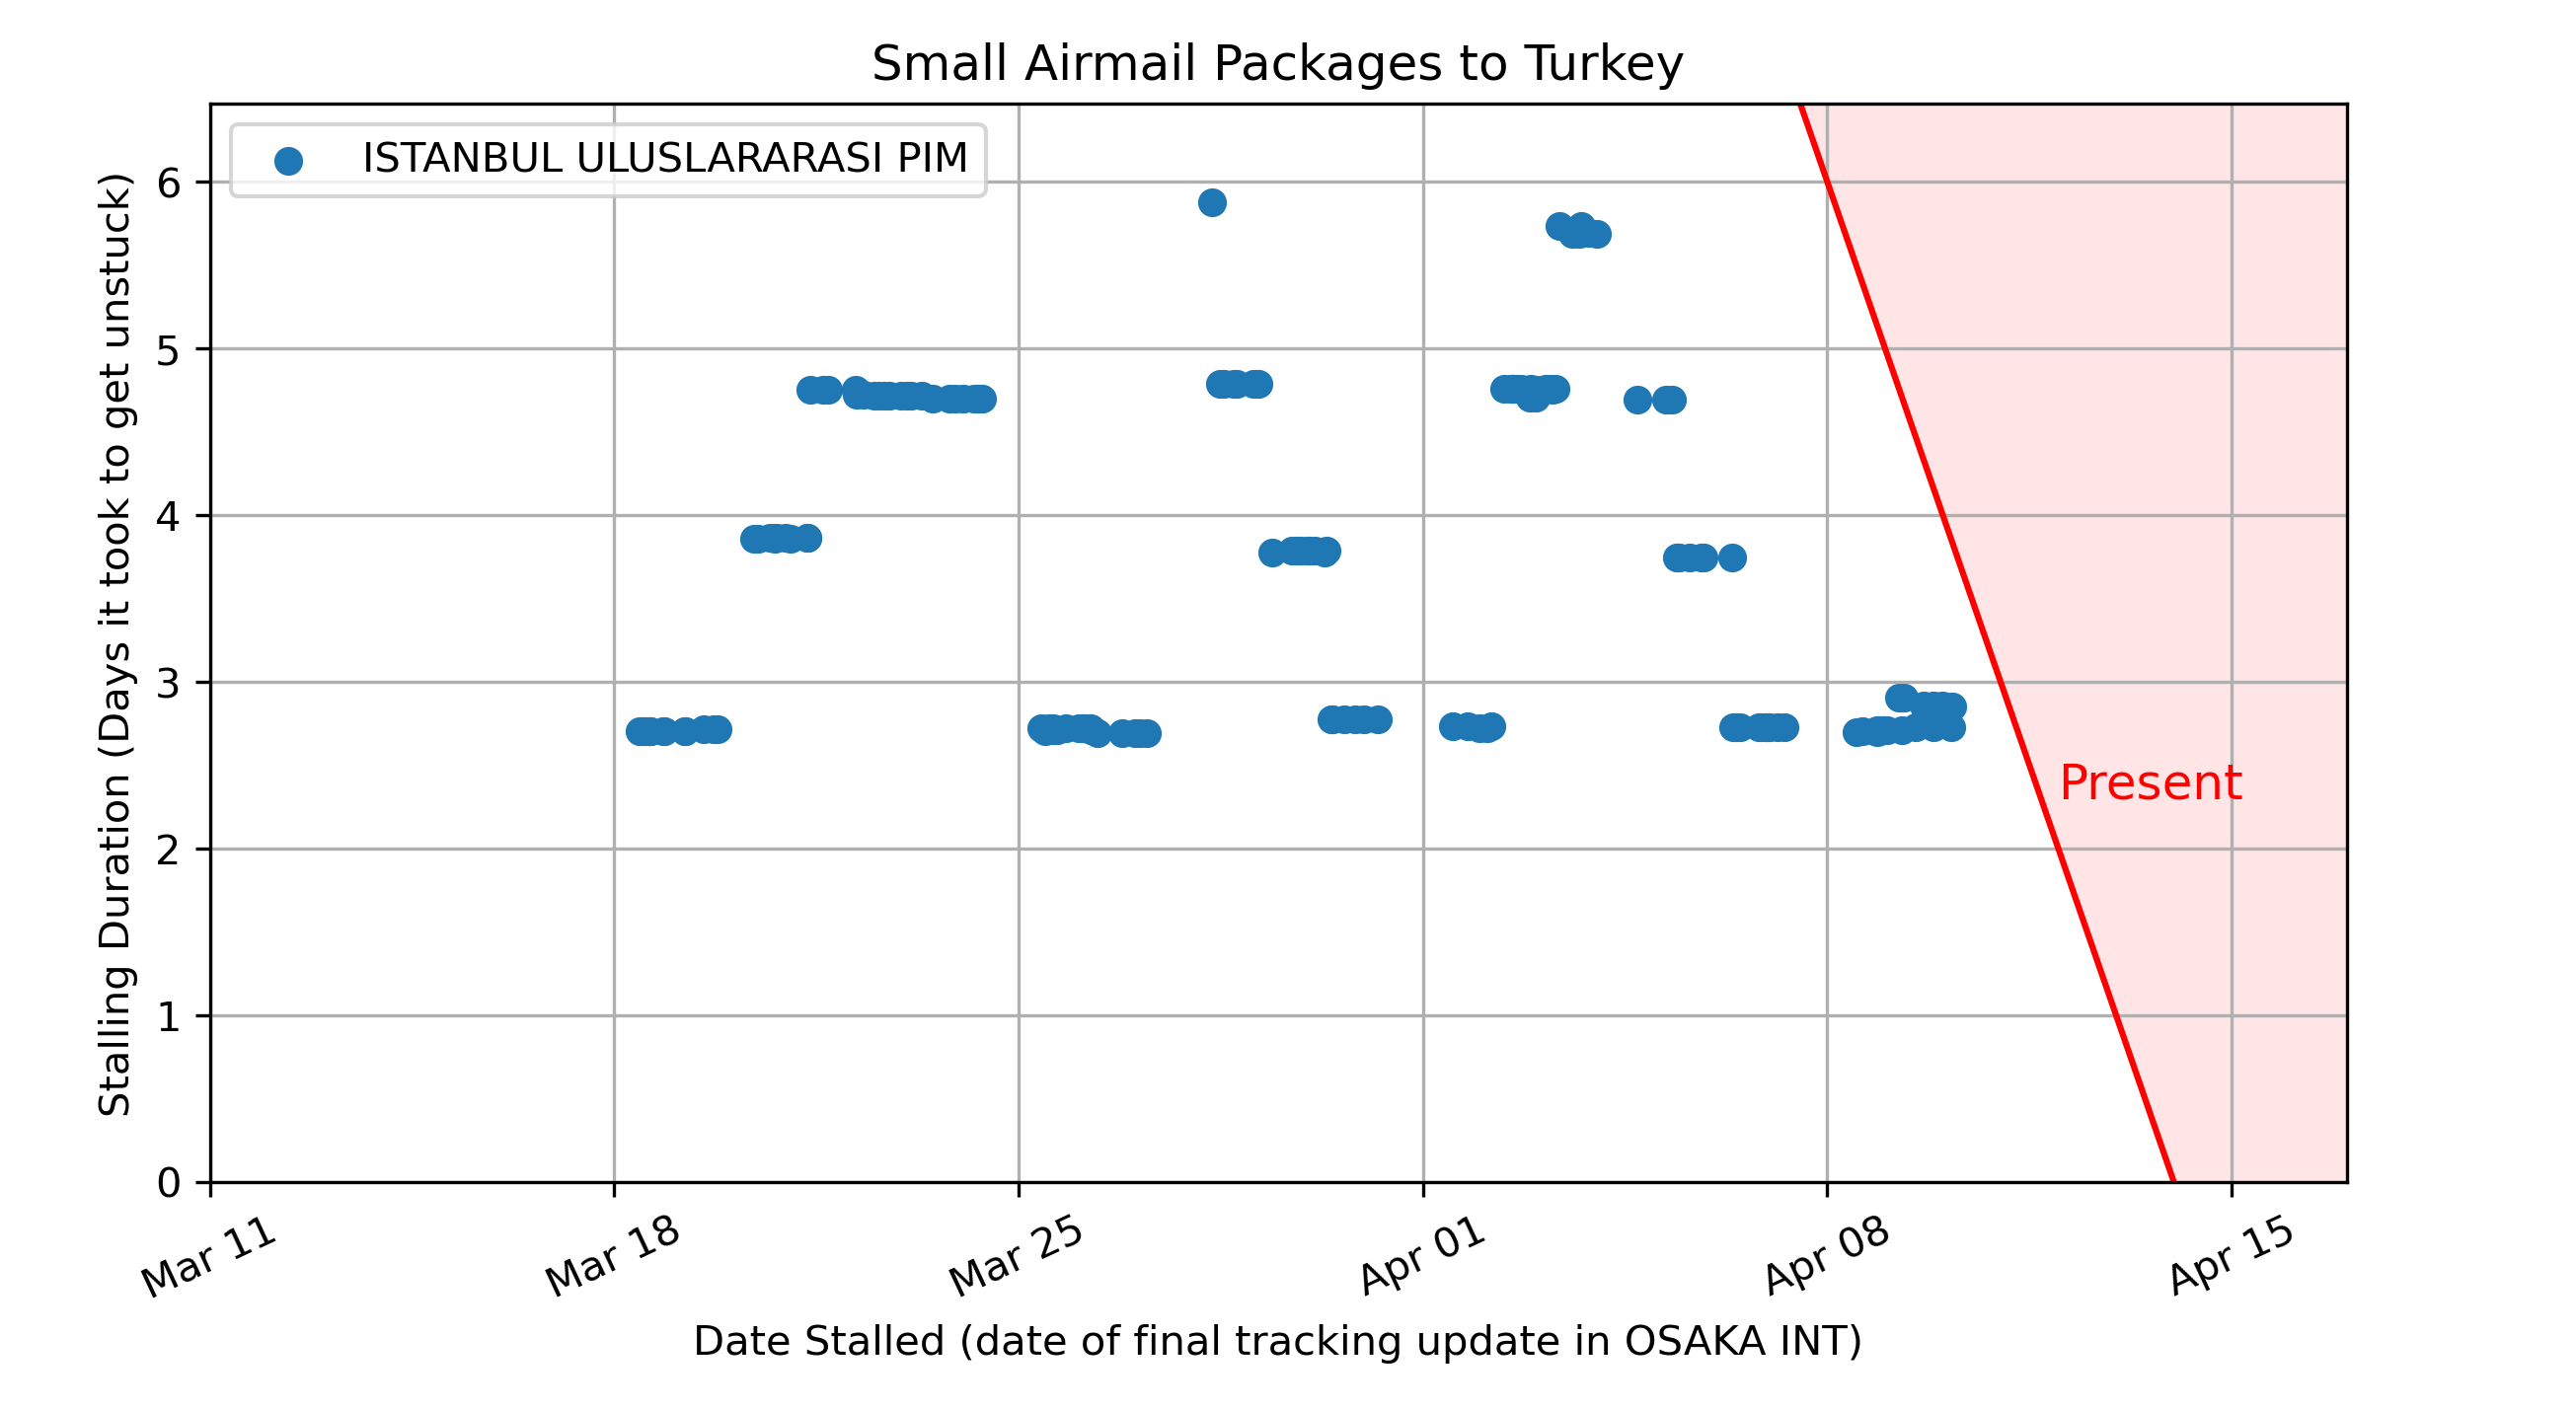 Small Airmail Packages to Turkey
ISTANBUL ULUSLARARASI PIM
Stalling Duration (Days it took to get unstuck)
6
5
4
3
2
1
0
Present
Mar 11
Mar 18
Mar 25
Apr 01
Apr 08
Apr 15
Date Stalled (date of final tracking update in OSAKA INT)